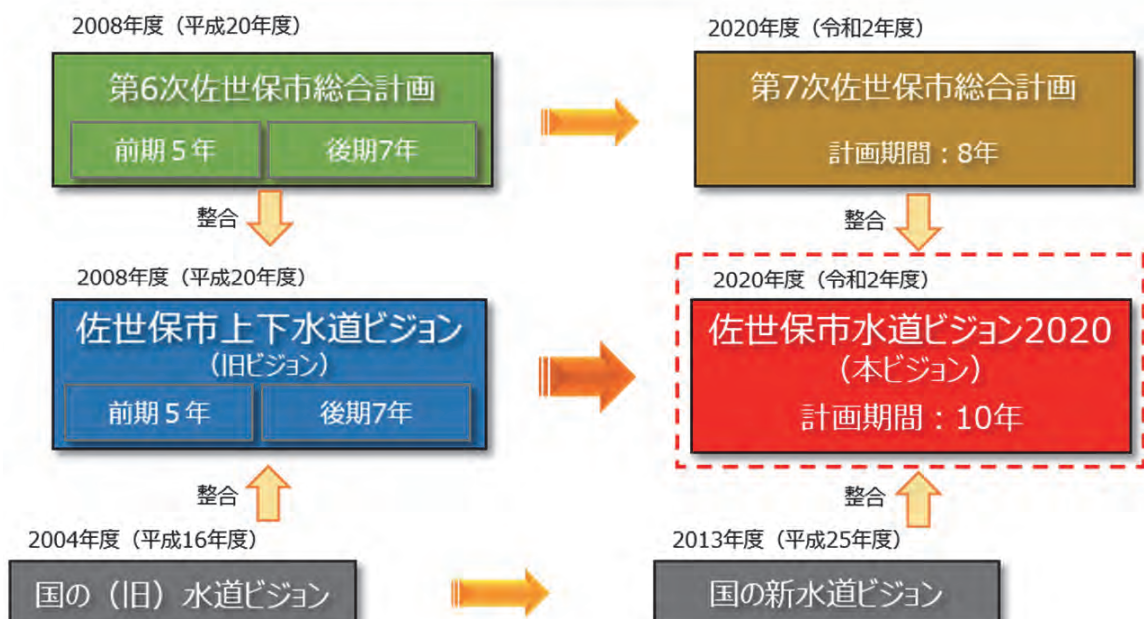 2008年度（平成20年度）
2020年度（令和2年度）
第6次佐世保市総合計画
前期５年
後期7年
第7次佐世保市総合計画
計画期間：8年
整合
整合
2008年度（平成20年度）
2020年度（令和2年度）
佐世保市上下水道ビジョン
（旧ビジョン）
前期５年
後期7年
佐世保市水道ビジョン2020
（本ビジョン）
計画期間：10年
整合
整合
2004年度（平成16年度）
2013年度（平成25年度）
国の（旧）水道ビジョン
国の新水道ビジョン